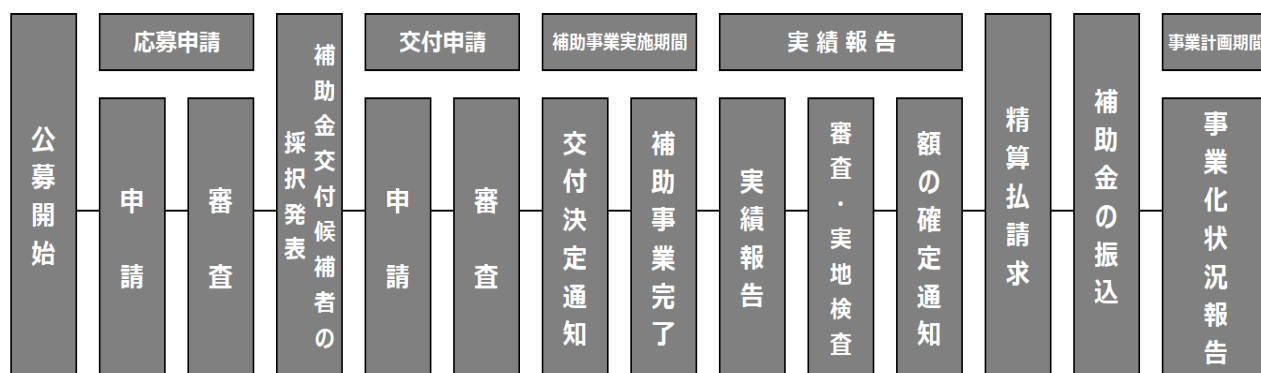 公募開始
応募申請
申請
審査
補助金交付候補者の
採択発表
交付申請
申請
審査
補助事業実施期間
交付決定通知
補助事業完了
実績報告
実績報告
審査・実地検査
額の確定通知
精算払請求
補助金の振込
事業計画期間
事業化状況報告